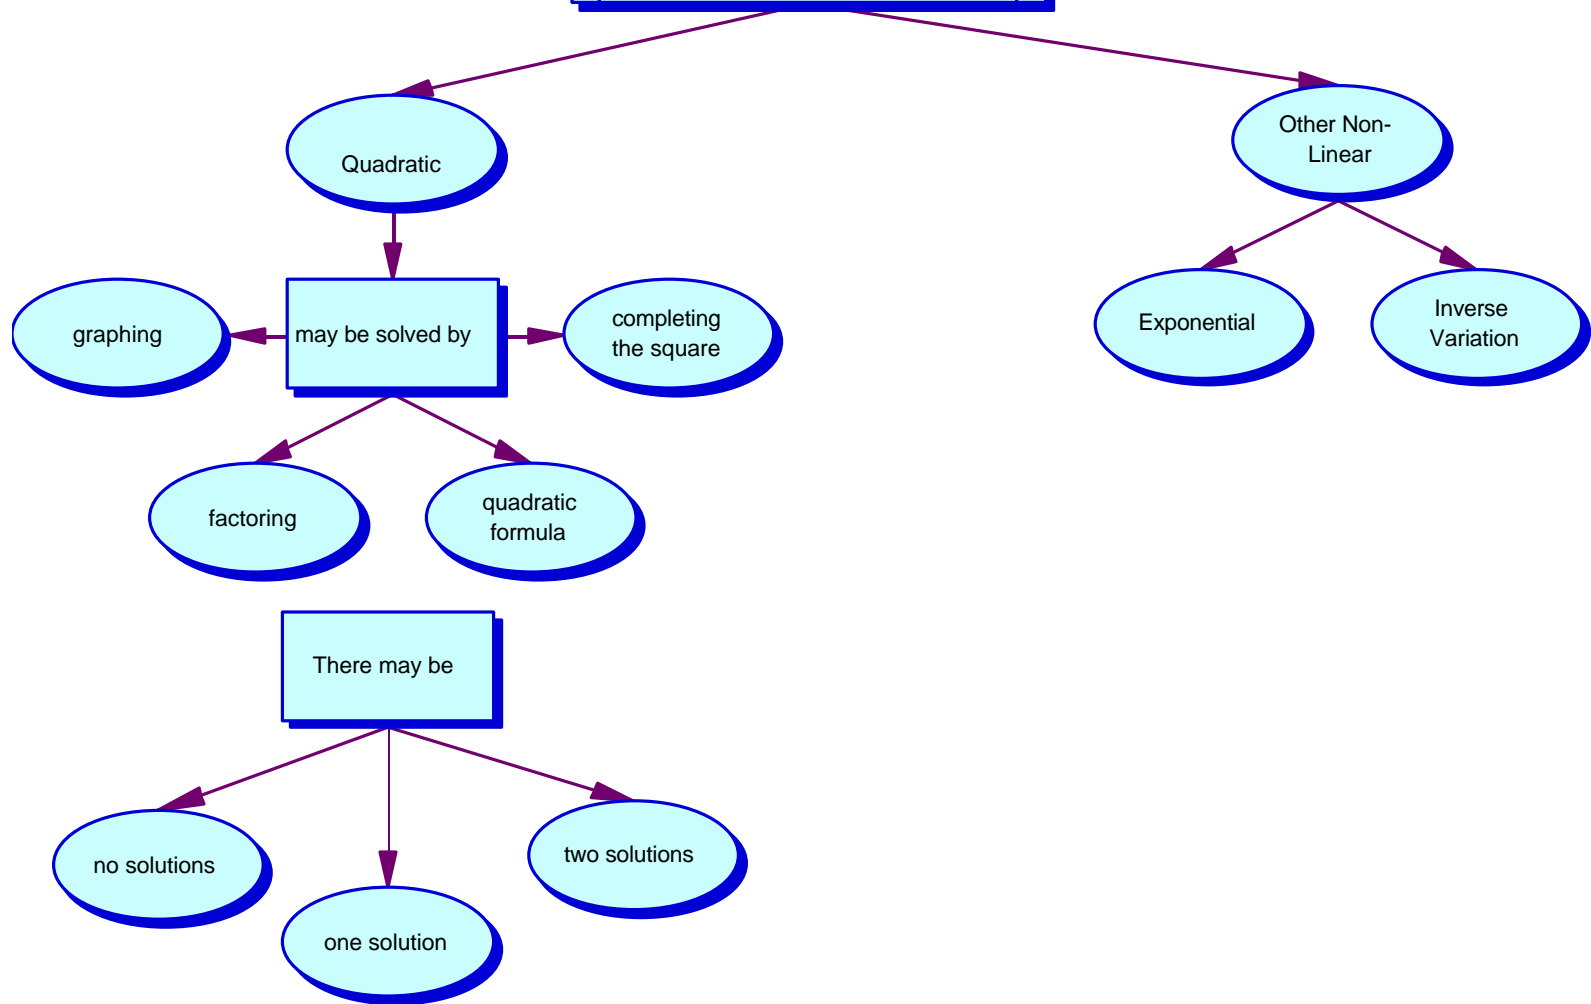 Quadratic
Other Non-
Linear
graphing
may be solved by
completing
the square
Exponential
Inverse
Variation
factoring
quadratic
formula
There may be
no solutions
one solution
two solutions